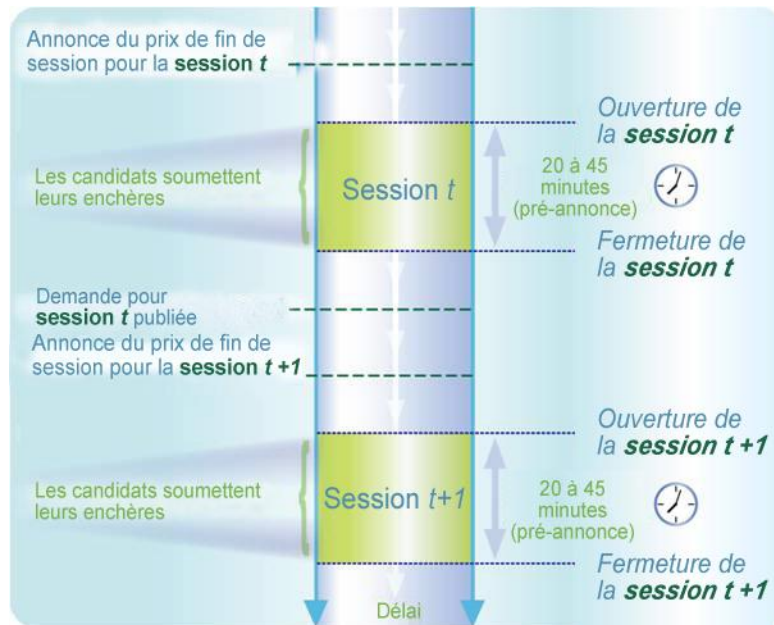 Annonce du prix de fin de
session pour la session t
Ouverture de
la session t
Les candidats soumettent
leurs enchères
Session t
20 à 45
minutes
(pré-annonce)
Fermeture de
la session t
Demande pour
session t publiée
Annonce du prix de fin de
session pour la session t +1
Ouverture de
la session t +1
Les candidats soumettent
leurs enchères
Session t+1
20 à 45
minutes
(pré-annonce)
Fermeture de
la session t +1
Délai